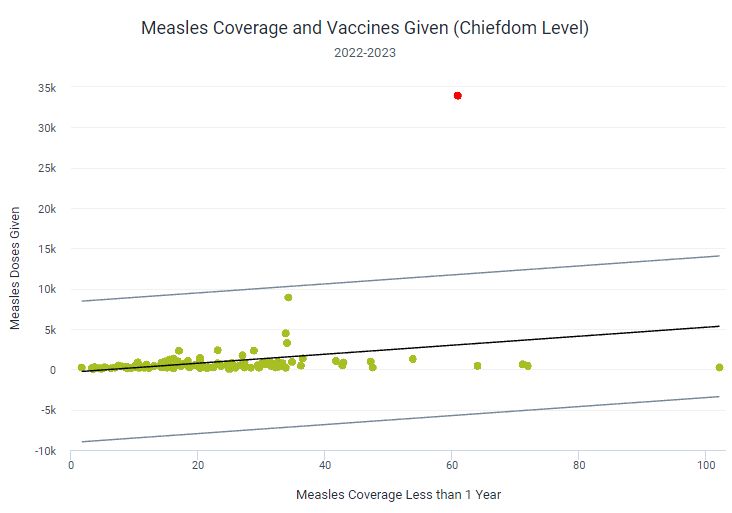 Measles Coverage and Vaccines Given (Chiefdom Level)
2022-2023
Measles Doses Given
35k
30k
25k
20k
15k
10k
5k
0
-5k
-10k
0
20
40
60
80
100
Measles Coverage Less than 1 Year